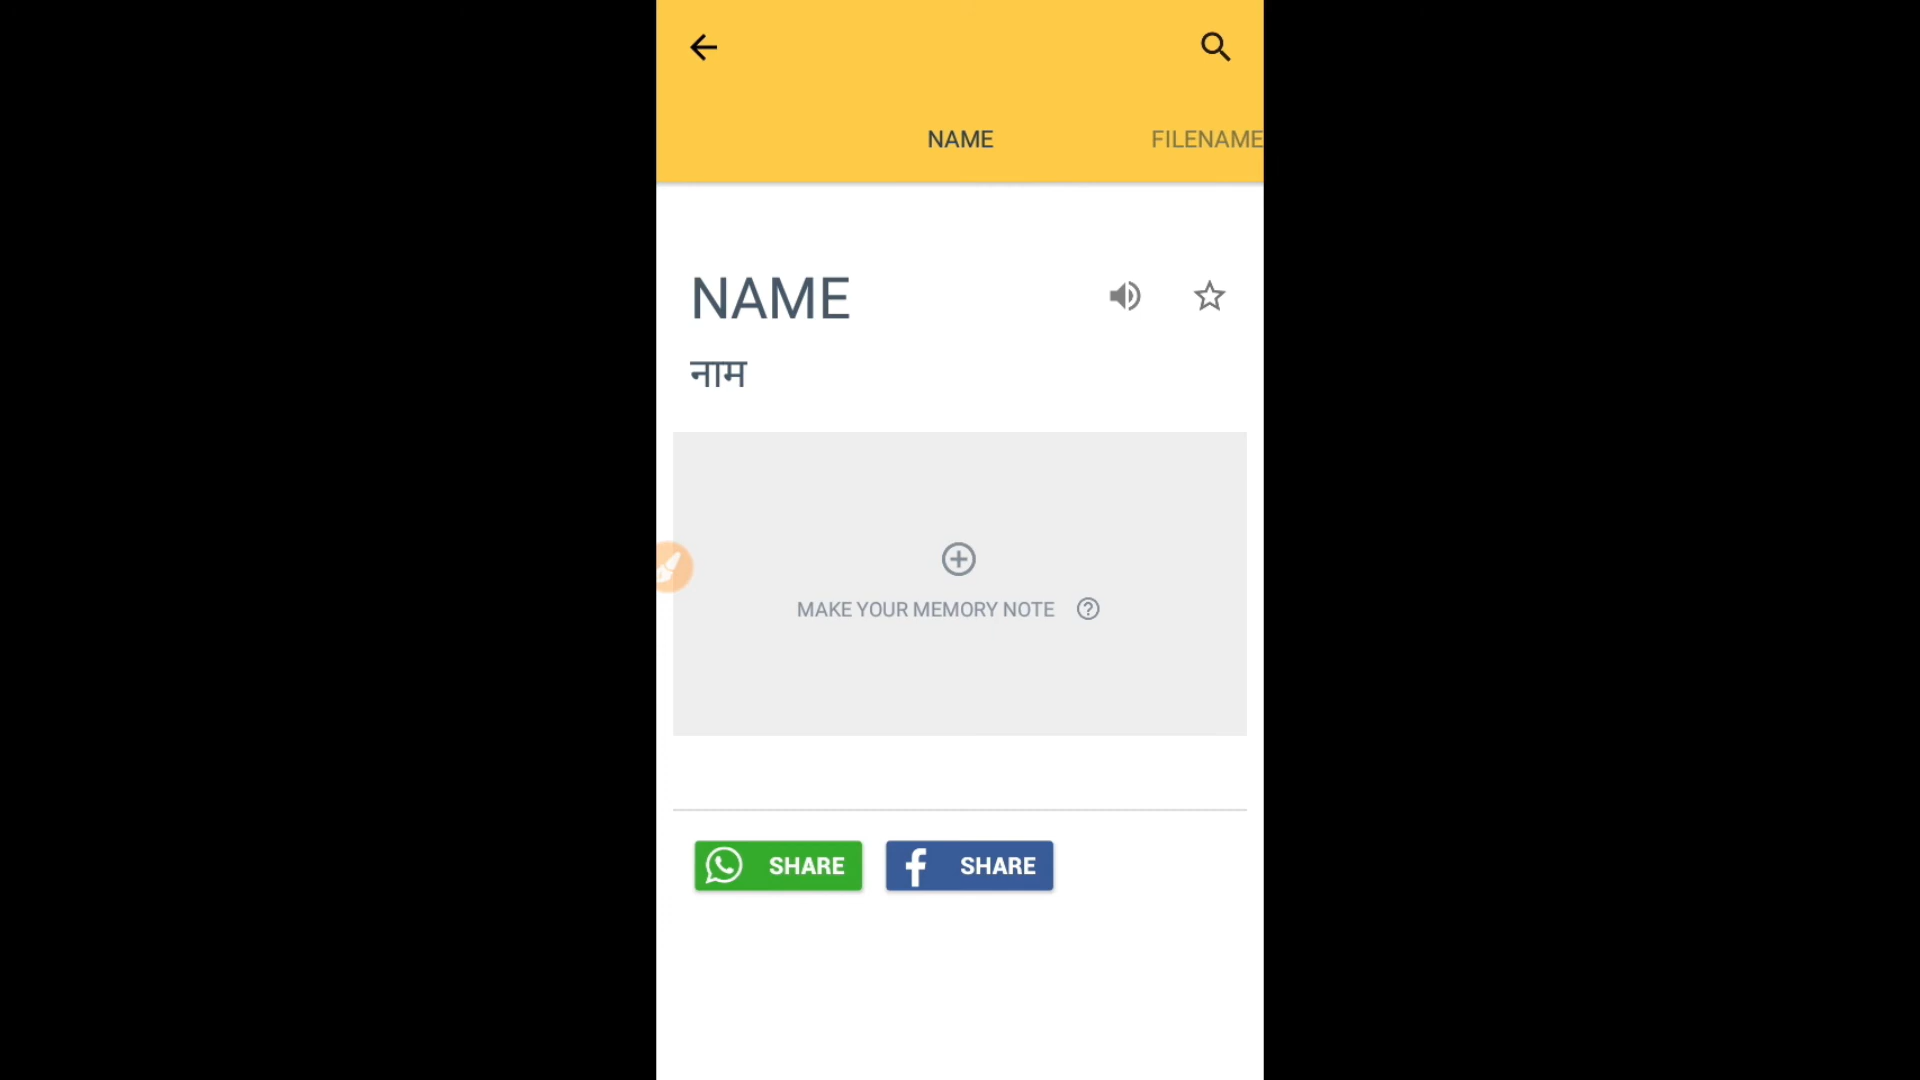 NAME FILENAME
NAME
नाम
MAKE YOUR MEMORY NOTE
SHARE SHARE